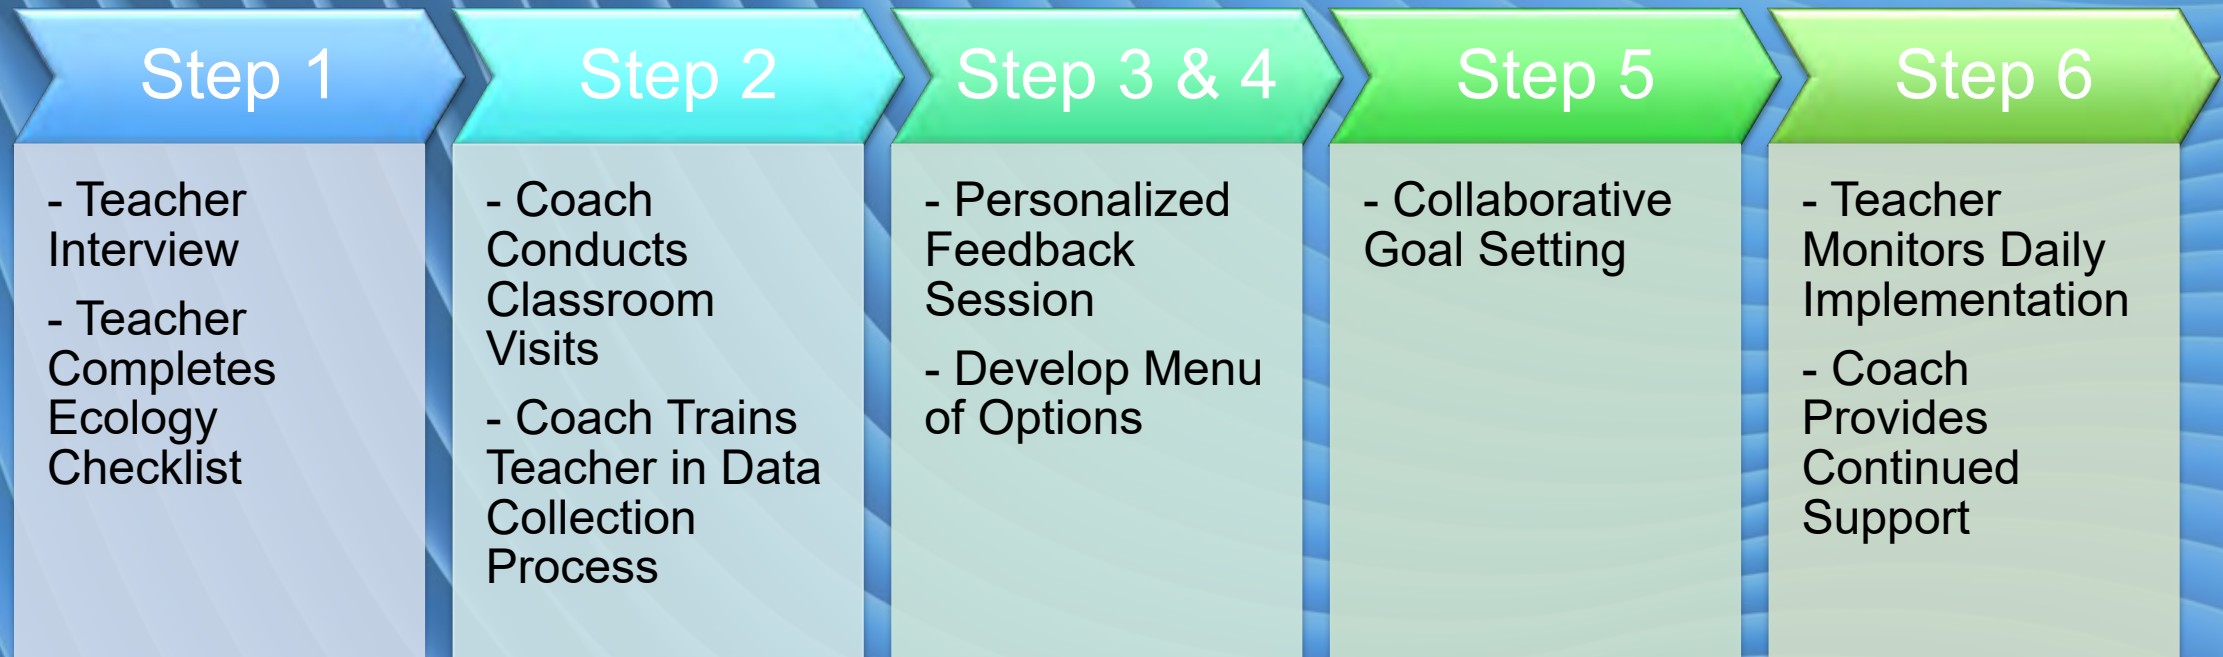 Step 1
- Teacher
Interview
- Teacher
Completes
Ecology
Checklist
Step 2
- Coach
Conducts
Classroom
Visits
- Coach Trains
Teacher in Data
Collection
Process
Step 3 & 4
- Personalized
Feedback
Session
- Develop Menu
of Options
Step 5
- Collaborative
Goal Setting
Step 6
- Teacher
Monitors Daily
Implementation
- Coach
Provides
Continued
Support